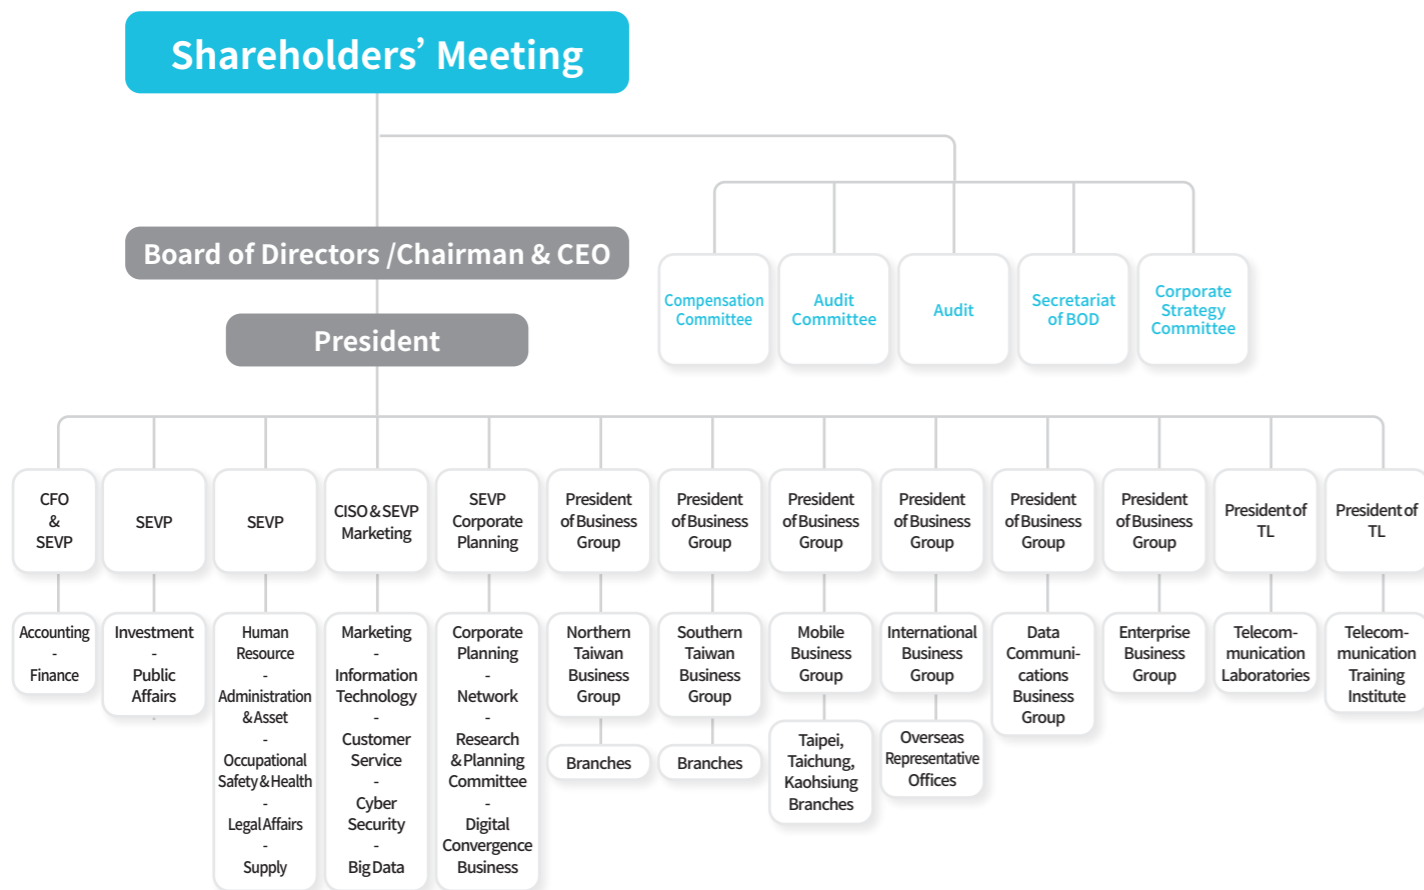 Shareholders’ Meeting
Board of Directors /Chairman & CEO
President
Compensation
Committee
Audit
Committee
Audit
Secretariat
of BOD
Corporate
Strategy
Committee
CFO
&
SEVP
SEVP
SEVP
CISO & SEVP
Marketing
SEVP
Corporate
Planning
President
of Business
Group
President
of Business
Group
President
of Business
Group
President
of Business
Group
President
of Business
Group
President
of Business
Group
President of
TL
President of
TL
Accounting
-
Finance
Investment
-
Public
Affairs
-
Human
Resource
-
Administration
& Asset
-
Occupational
Safety & Health
-
Legal Affairs
-
Supply
Marketing
-
Information
Technology
-
Customer
Service
-
Cyber
Security
-
Big Data
Corporate
Planning
-
Network
-
Research
& Planning
Committee
-
Digital
Convergence
Business
Northern
Taiwan
Business
Group
Branches
Southern
Taiwan
Business
Group
Branches
Mobile
Business
Group
Taipei,
Taichung,
Kaohsiung
Branches
International
Business
Group
Overseas
Representative
Offices
Data
Communi-
cations
Business
Group
Enterprise
Business
Group
Telecom-
munication
Laboratories
Telecom-
munication
Training
Institute